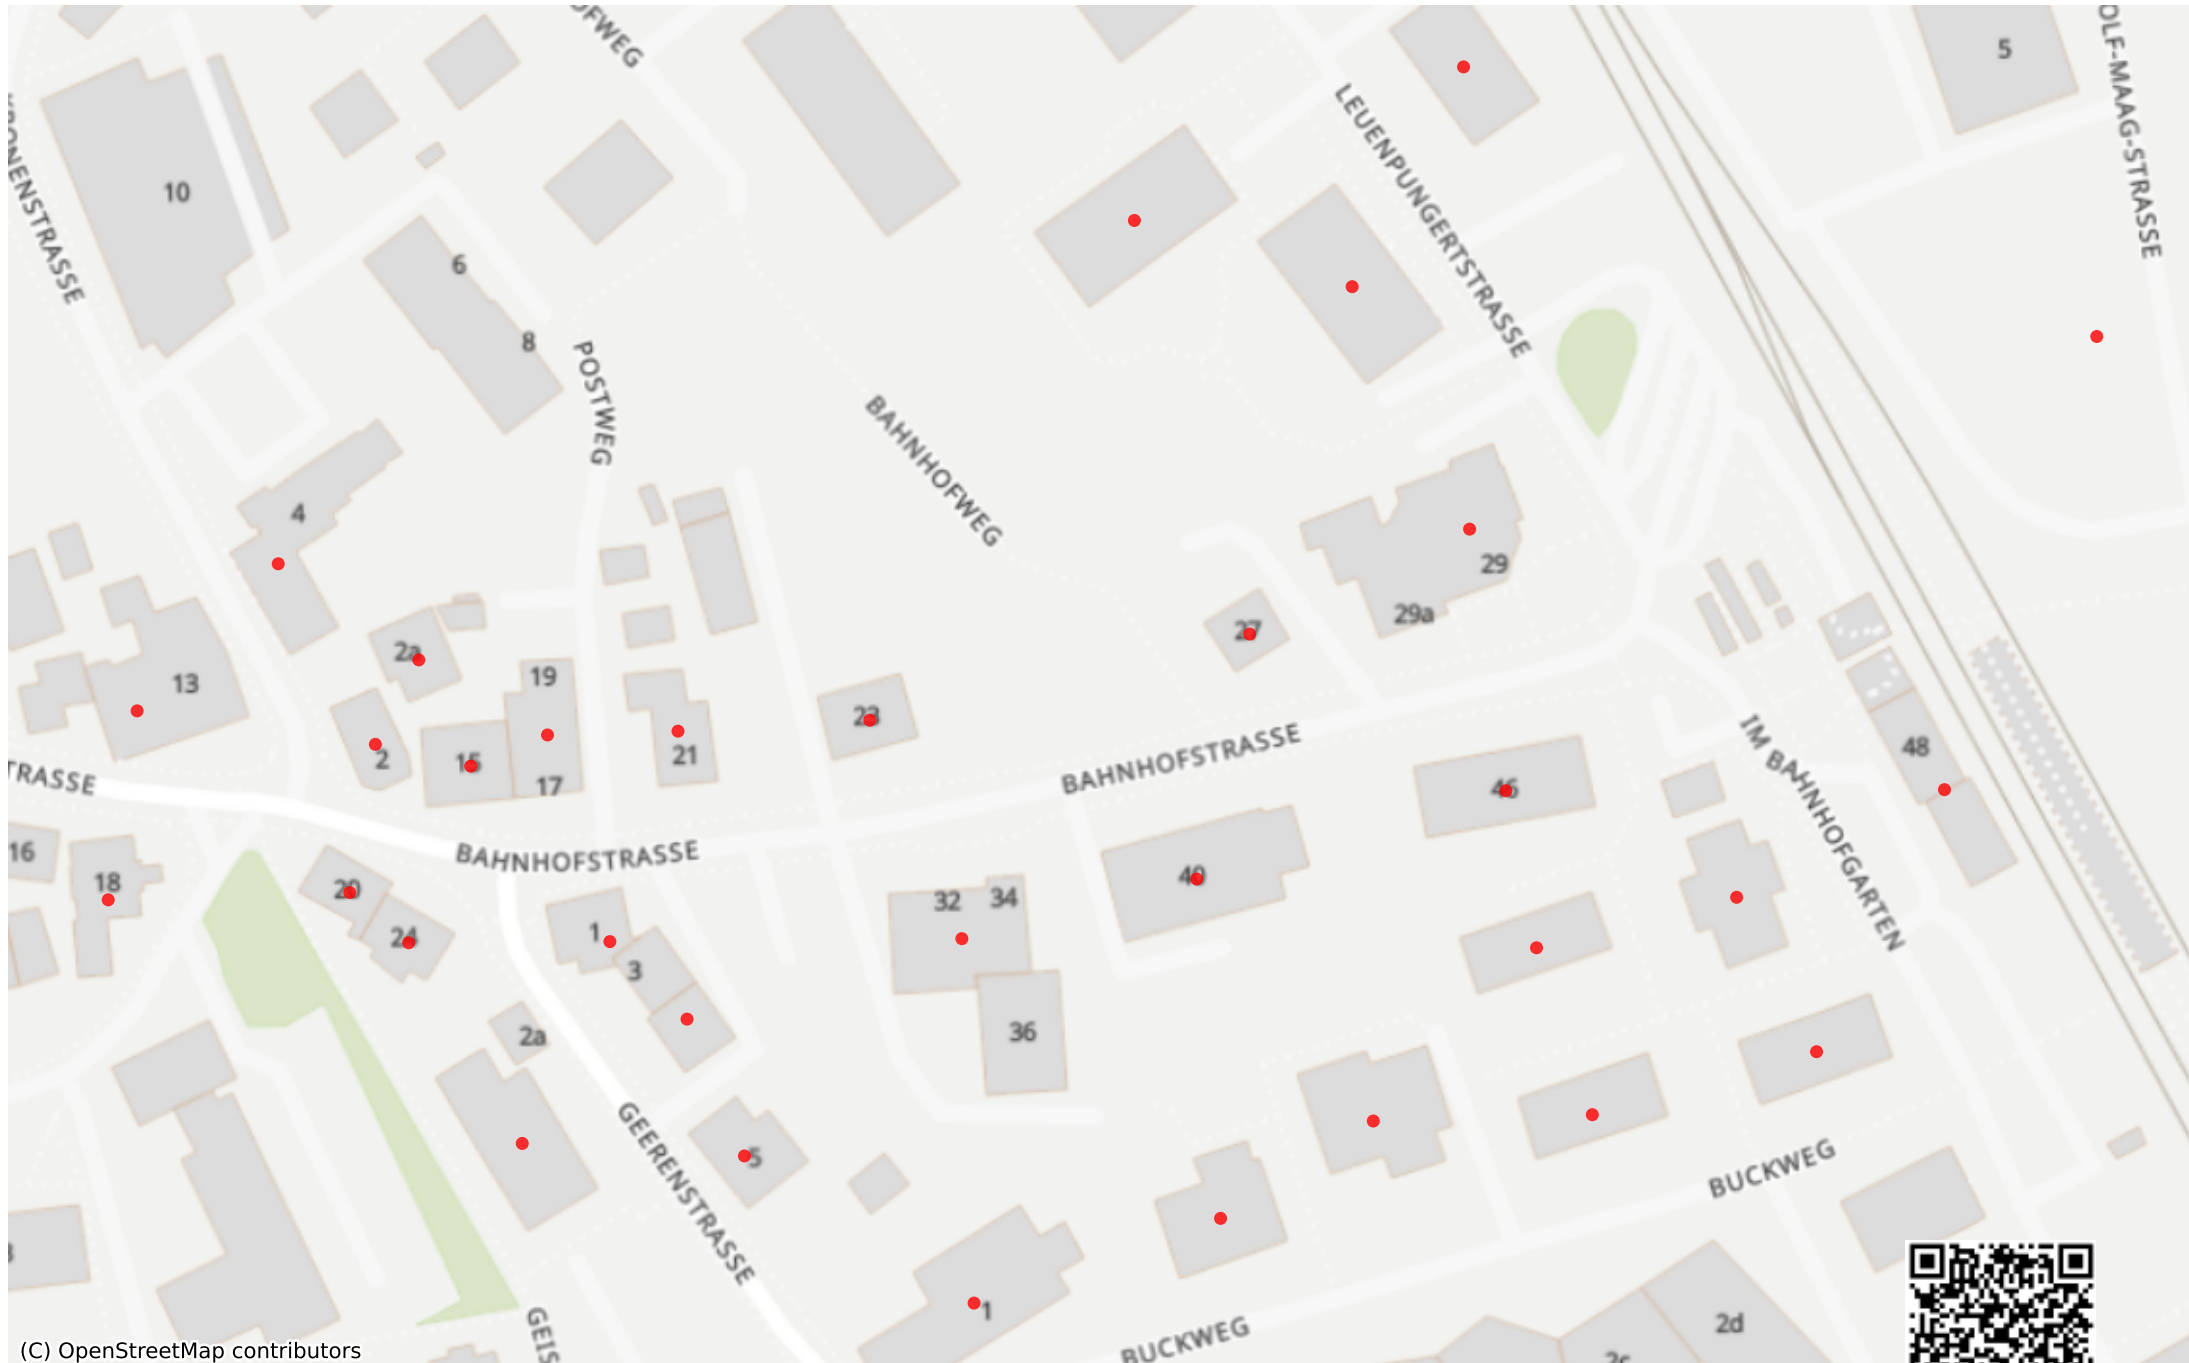 5
10
LEUENPUNGERTSTRASSE
6
8
POSTWEG
BAHNHOFWEG
4
29
29a
27
2a
13
19
23
2
15
21
17
BAHNHOFSTRASSE
48
IM BAHNHOFGARTEN
46
16
18
20
BAHNHOFSTRASSE
40
32
34
24
1
3
2a
36
GEERENSTRASSE
5
BUCKWEG
1
2d
BUCKWEG
(C) OpenStreetMap contributors